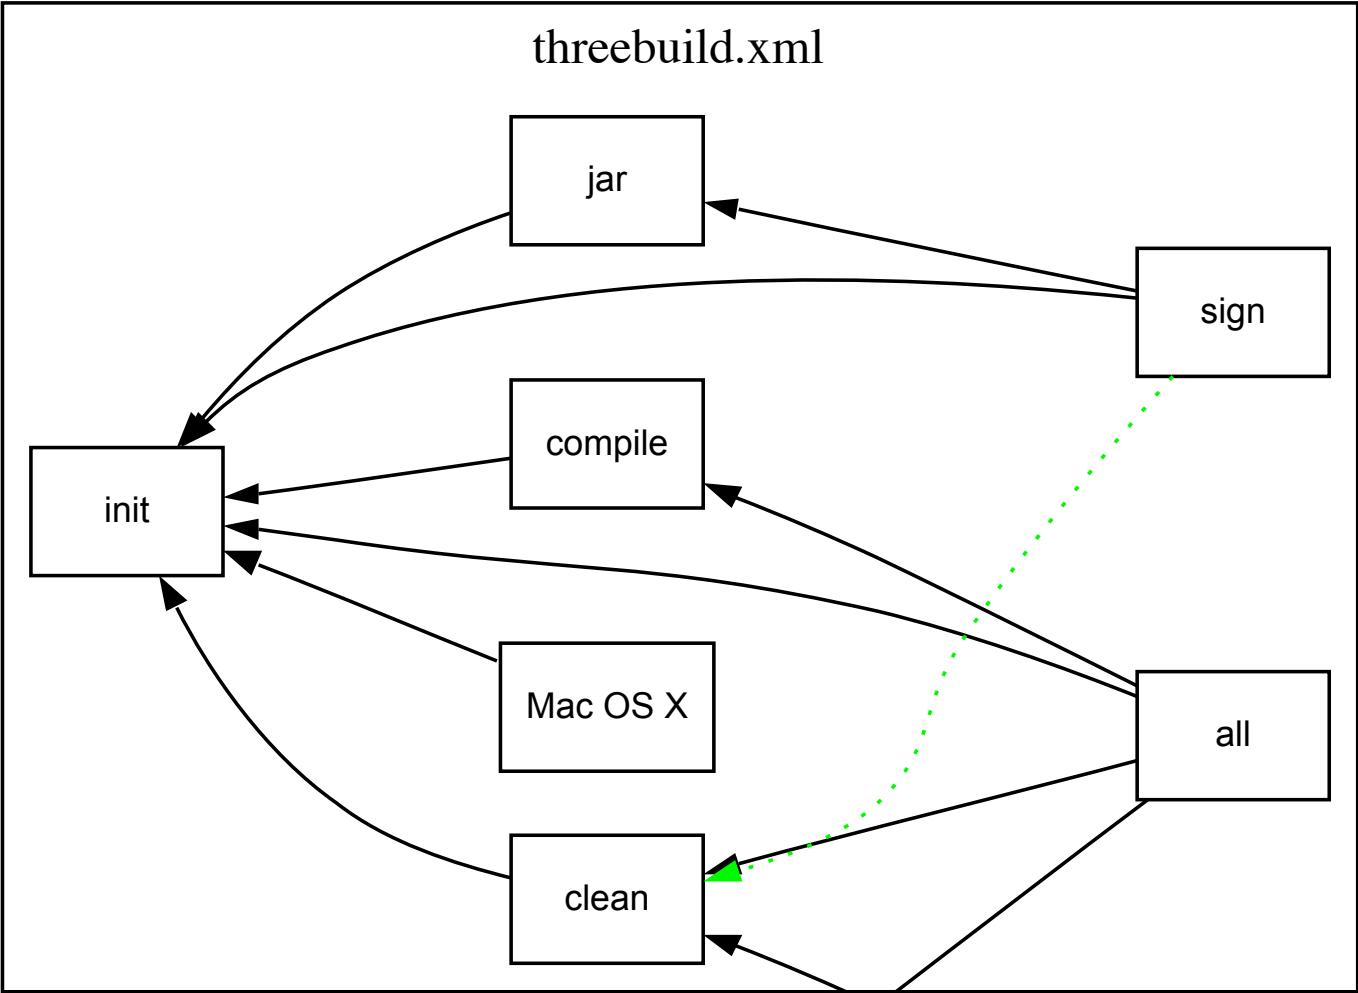 threebuild.xml
jar
sign
compile
init
Mac OS X
all
clean